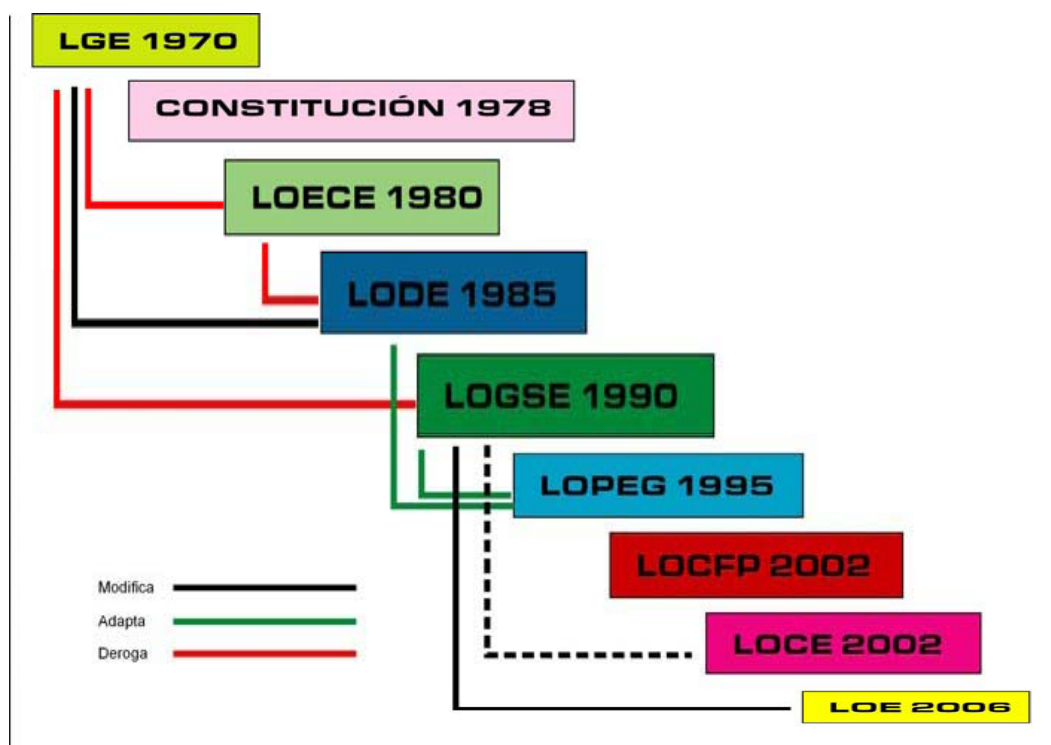 LGE 1970
CONSTITUCIÓN 1978
LOECE 1980
LODE 1985
LOGSE 1990
LOPEG 1995
LOCFP 2002
LOCE 2002
LOE 2006
Modifica
Adapta
Deroga